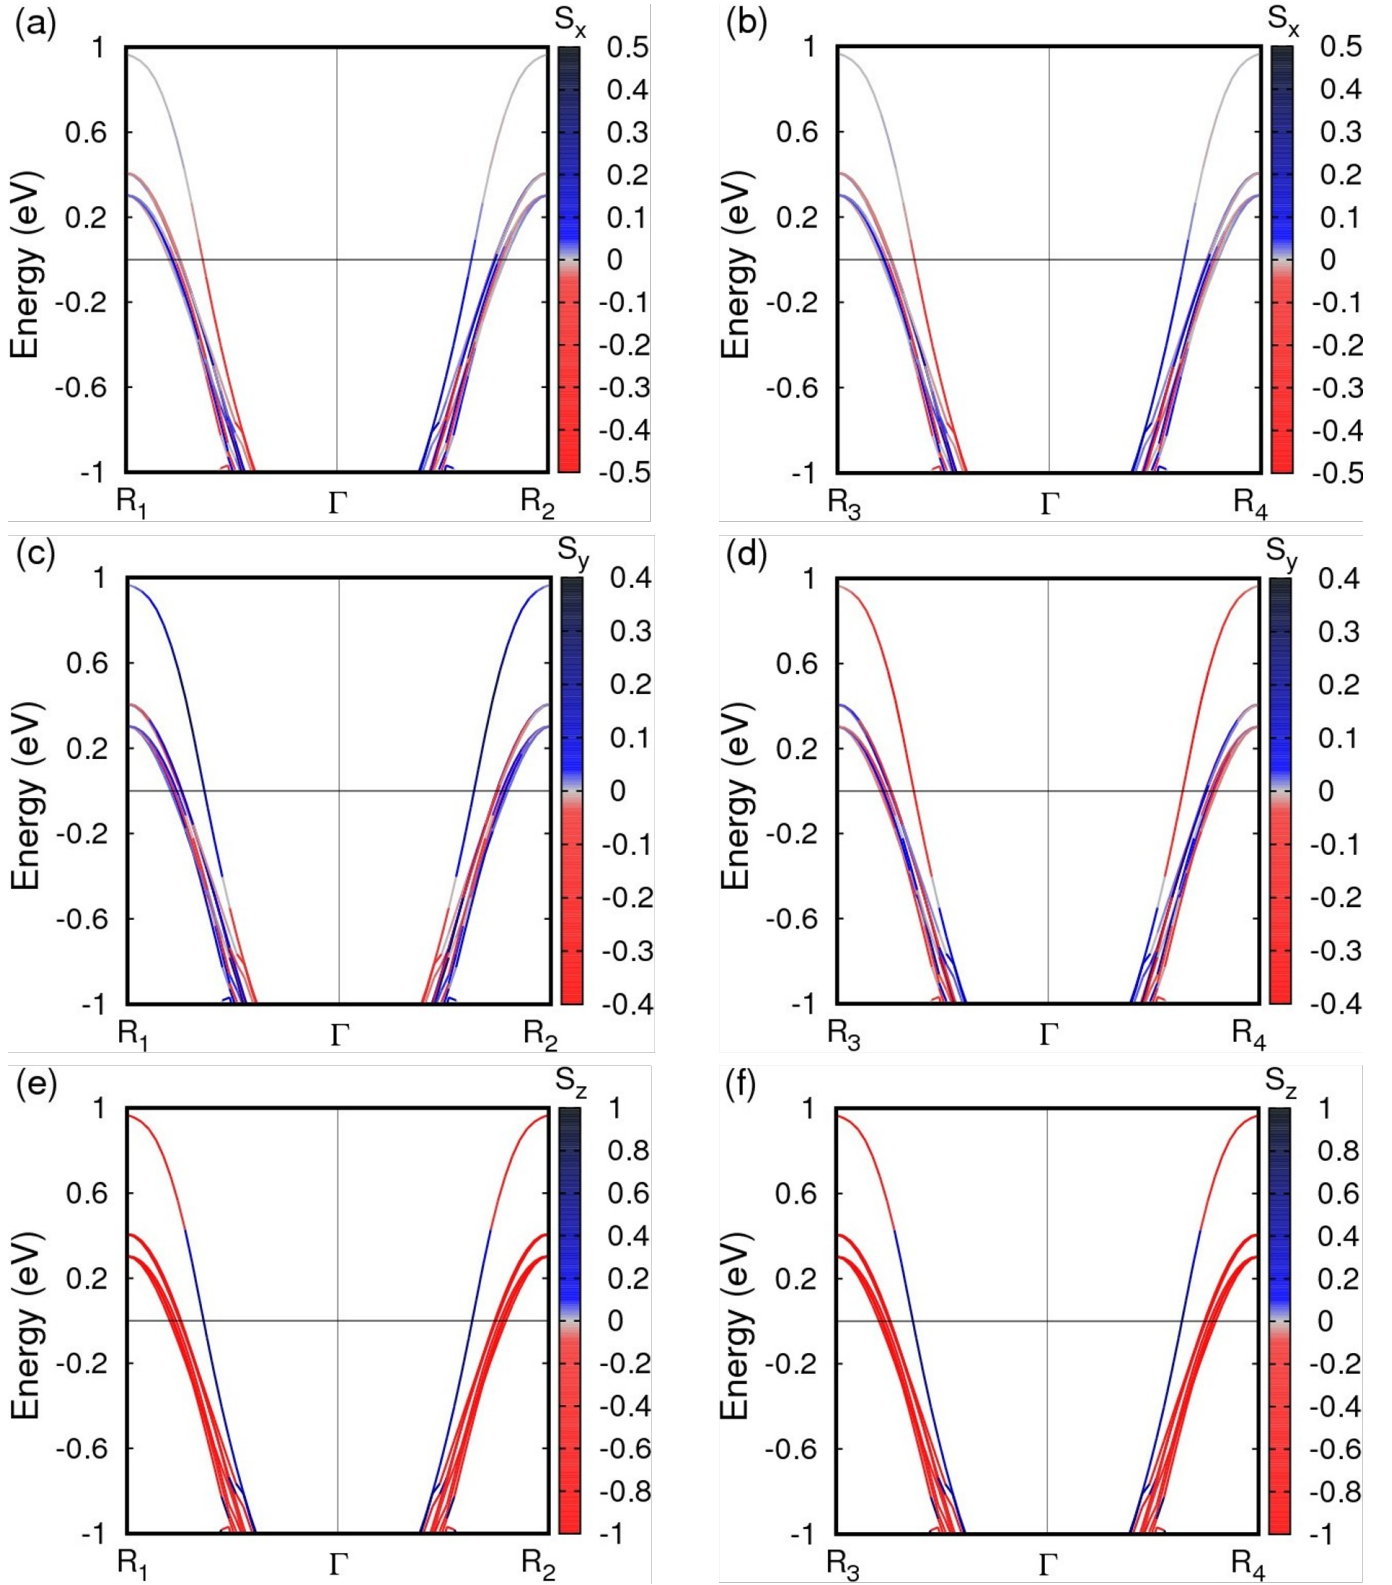 (a) Sx (b) Sx
1 0.5 1 0.5
0.4 0.4
0.6 0.3 0.6 0.3
0.2 0.2
0.2 0.1 0.2 0.1
0 0
-0.2 -0.1 -0.2 -0.1
-0.2 -0.2
-0.6 -0.3 -0.6 -0.3
-0.4 -0.4
-1 -0.5 -1 -0.5
Energy (eV) Energy (eV)
R1 Γ R2 R3 Γ R4
(c) Sy (d) Sy
1 0.4 1 0.4
0.3 0.3
0.6 0.2 0.6 0.2
0.2 0.1 0.2 0.1
0 0
-0.2 -0.1 -0.2 -0.1
-0.6 -0.2 -0.6 -0.2
-0.3 -0.3
-1 -0.4 -1 -0.4
Energy (eV) Energy (eV)
R1 Γ R2 R3 Γ R4
(e) Sz (f) Sz
1 1 1 1
0.8 0.8
0.6 0.6 0.6 0.6
0.4 0.4
0.2 0.2 0.2 0.2
0 0
-0.2 -0.2 -0.2 -0.2
-0.4 -0.4
-0.6 -0.6 -0.6 -0.6
-0.8 -0.8
-1 -1 -1 -1
Energy (eV) Energy (eV)
R1 Γ R2 R3 Γ R4